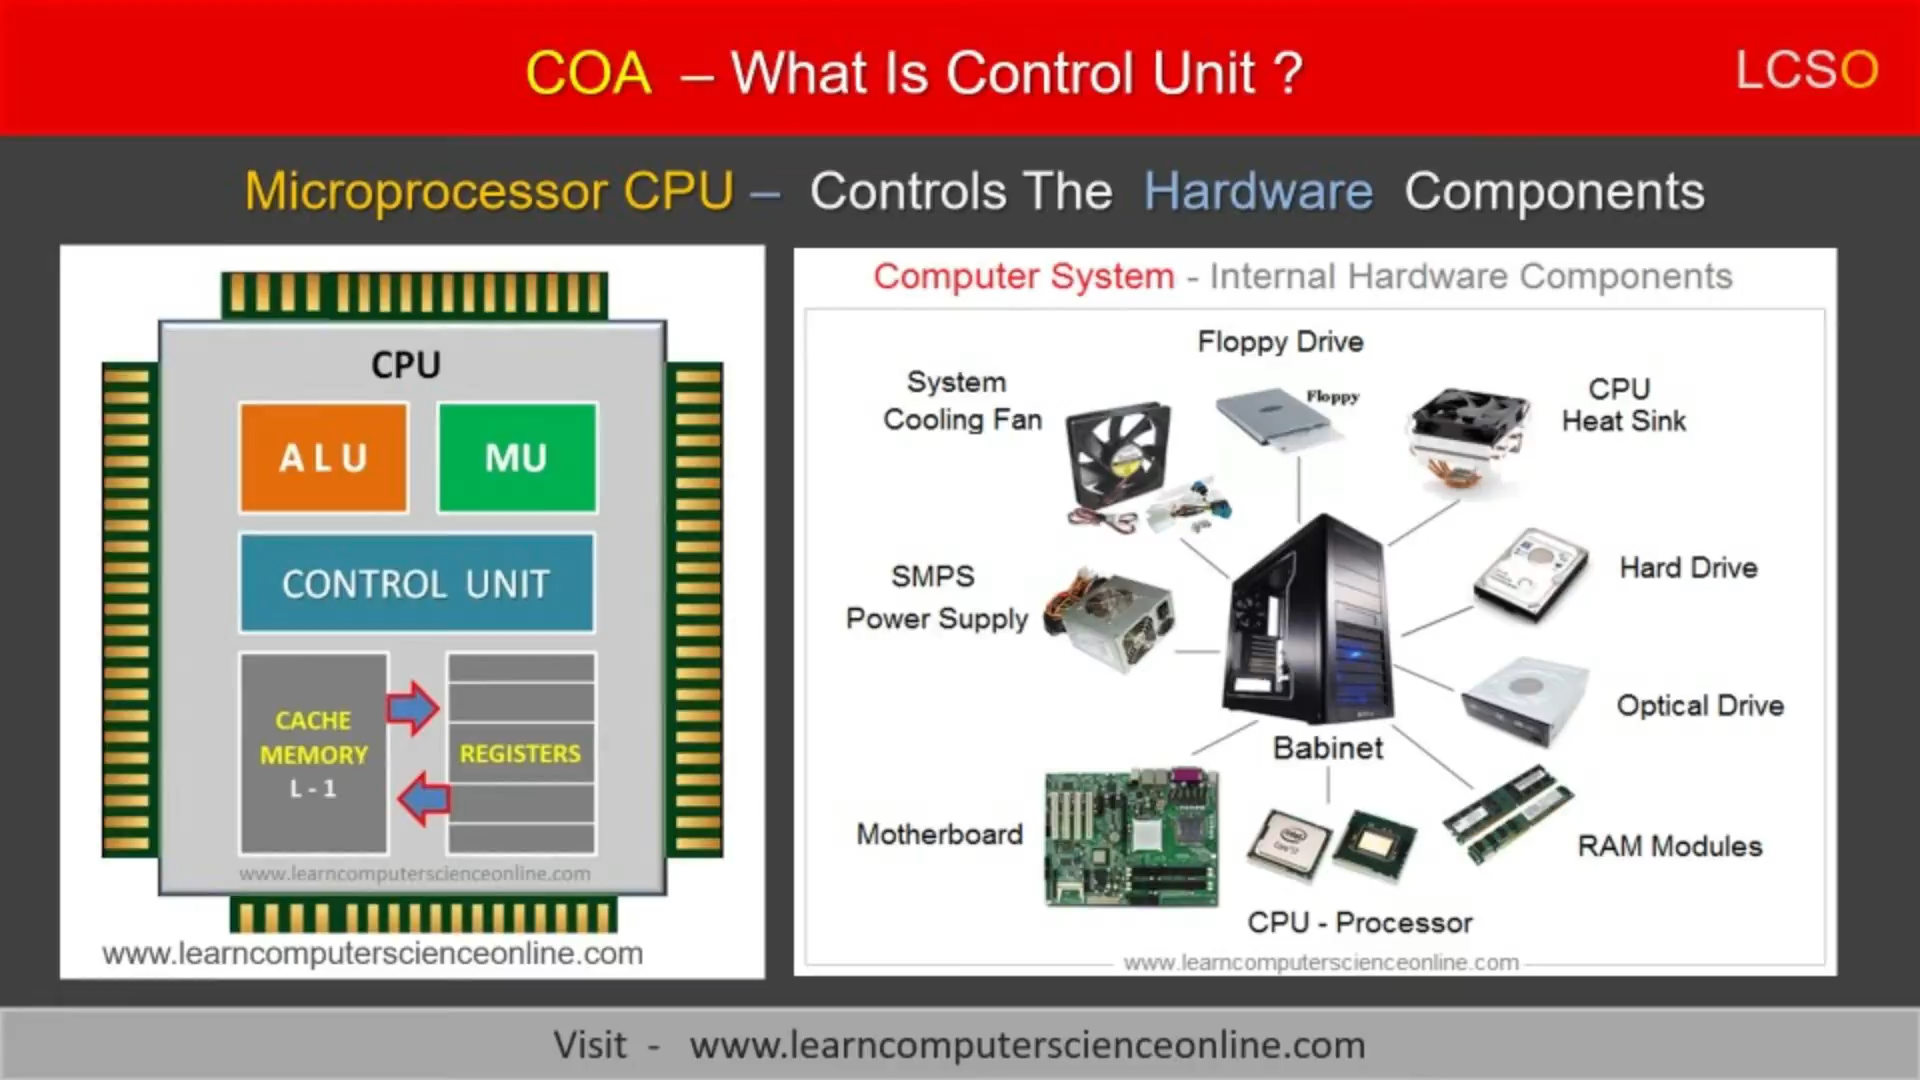 COA – What Is Control Unit ?
LCSO
Microprocessor CPU – Controls The Hardware Components
CPU
ALU
MU
CONTROL UNIT
CACHE
MEMORY
L - 1
REGISTERS
www.learncomputerscienceonline.com
www.learncomputerscienceonline.com
Computer System - Internal Hardware Components
Floppy Drive
Floppy
System
Cooling Fan
CPU
Heat Sink
SMPS
Power Supply
Hard Drive
Optical Drive
Babinet
Motherboard
RAM Modules
CPU - Processor
www.learncomputerscienceonline.com
Visit - www.learncomputerscienceonline.com